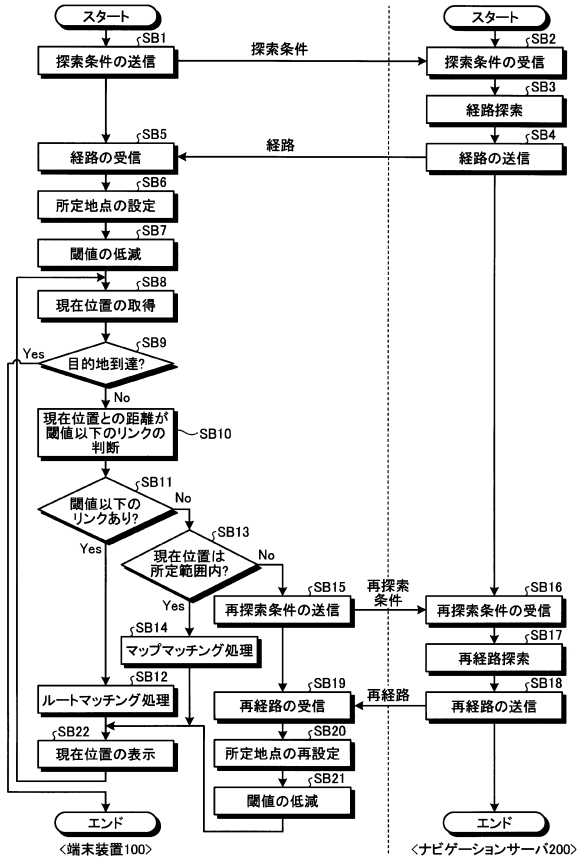 スタート
スタート
SB1
探索条件の送信
探索条件
SB2
探索条件の受信
SB3
経路探索
SB4
経路の送信
経路
SB5
経路の受信
SB6
所定地点の設定
SB7
閾値の低減
SB8
現在位置の取得
SB9
目的地到達?
Yes
No
現在位置との距離が
閾値以下のリンクの
判断
SB10
SB11
閾値以下の
リンクあり?
No
Yes
SB13
現在位置は
所定範囲内?
No
Yes
SB14
マップマッチング処理
SB12
ルートマッチング処理
SB15
再探索条件の送信
再探索
条件
SB16
再探索条件の受信
SB17
再経路探索
SB18
再経路の送信
再経路
SB19
再経路の受信
SB20
所定地点の再設定
SB21
閾値の低減
SB22
現在位置の表示
エンド
エンド
<端末装置100>
<ナビゲーションサーバ200>